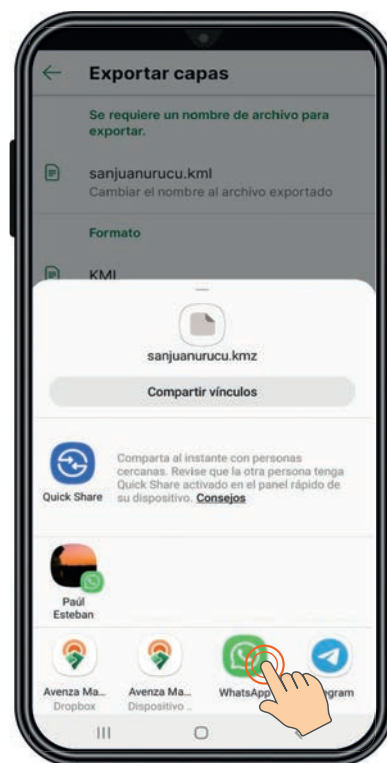 Exportar capas
Se requiere un nombre de archivo para
exportar.
sanjuanurucu.kml
Cambiar el nombre al archivo exportado
Formato
KML
sanjuanurucu.kmz
Compartir vínculos
Comparta al instante con personas
cercanas. Revise que la otra persona tenga
Quick Share activado en el panel rápido de
su dispositivo. Consejos
Quick Share
Paúl
Esteban
Avenza Ma... Avenza Ma... WhatsApp egram
Dropbox Dispositivo ..